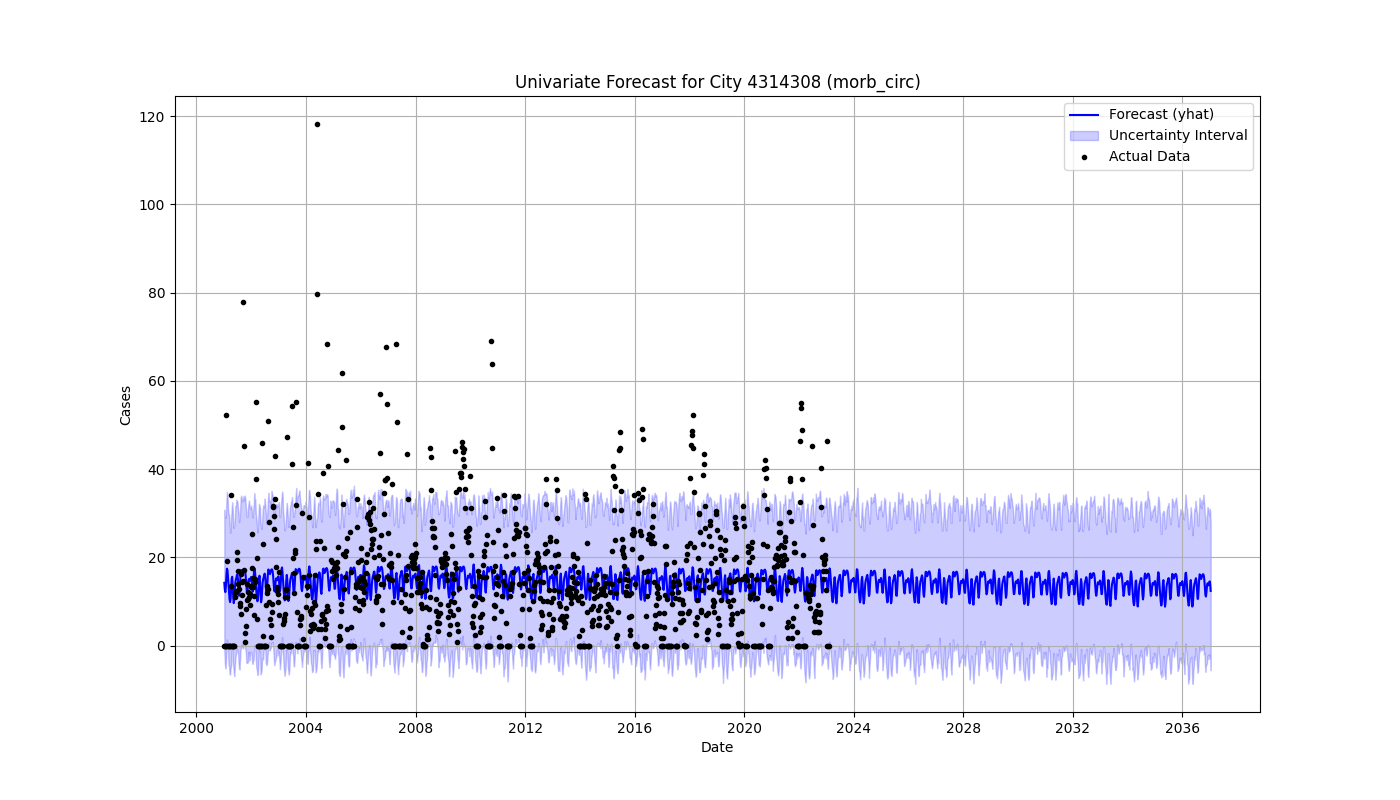 Univariate Forecast for City 4314308 (morb_circ)
Forecast (yhat)
Uncertainty Interval
Actual Data
120
100
80
60
40
20
0
Cases
2000
2004
2008
2012
2016
2020
2024
2028
2032
2036
Date